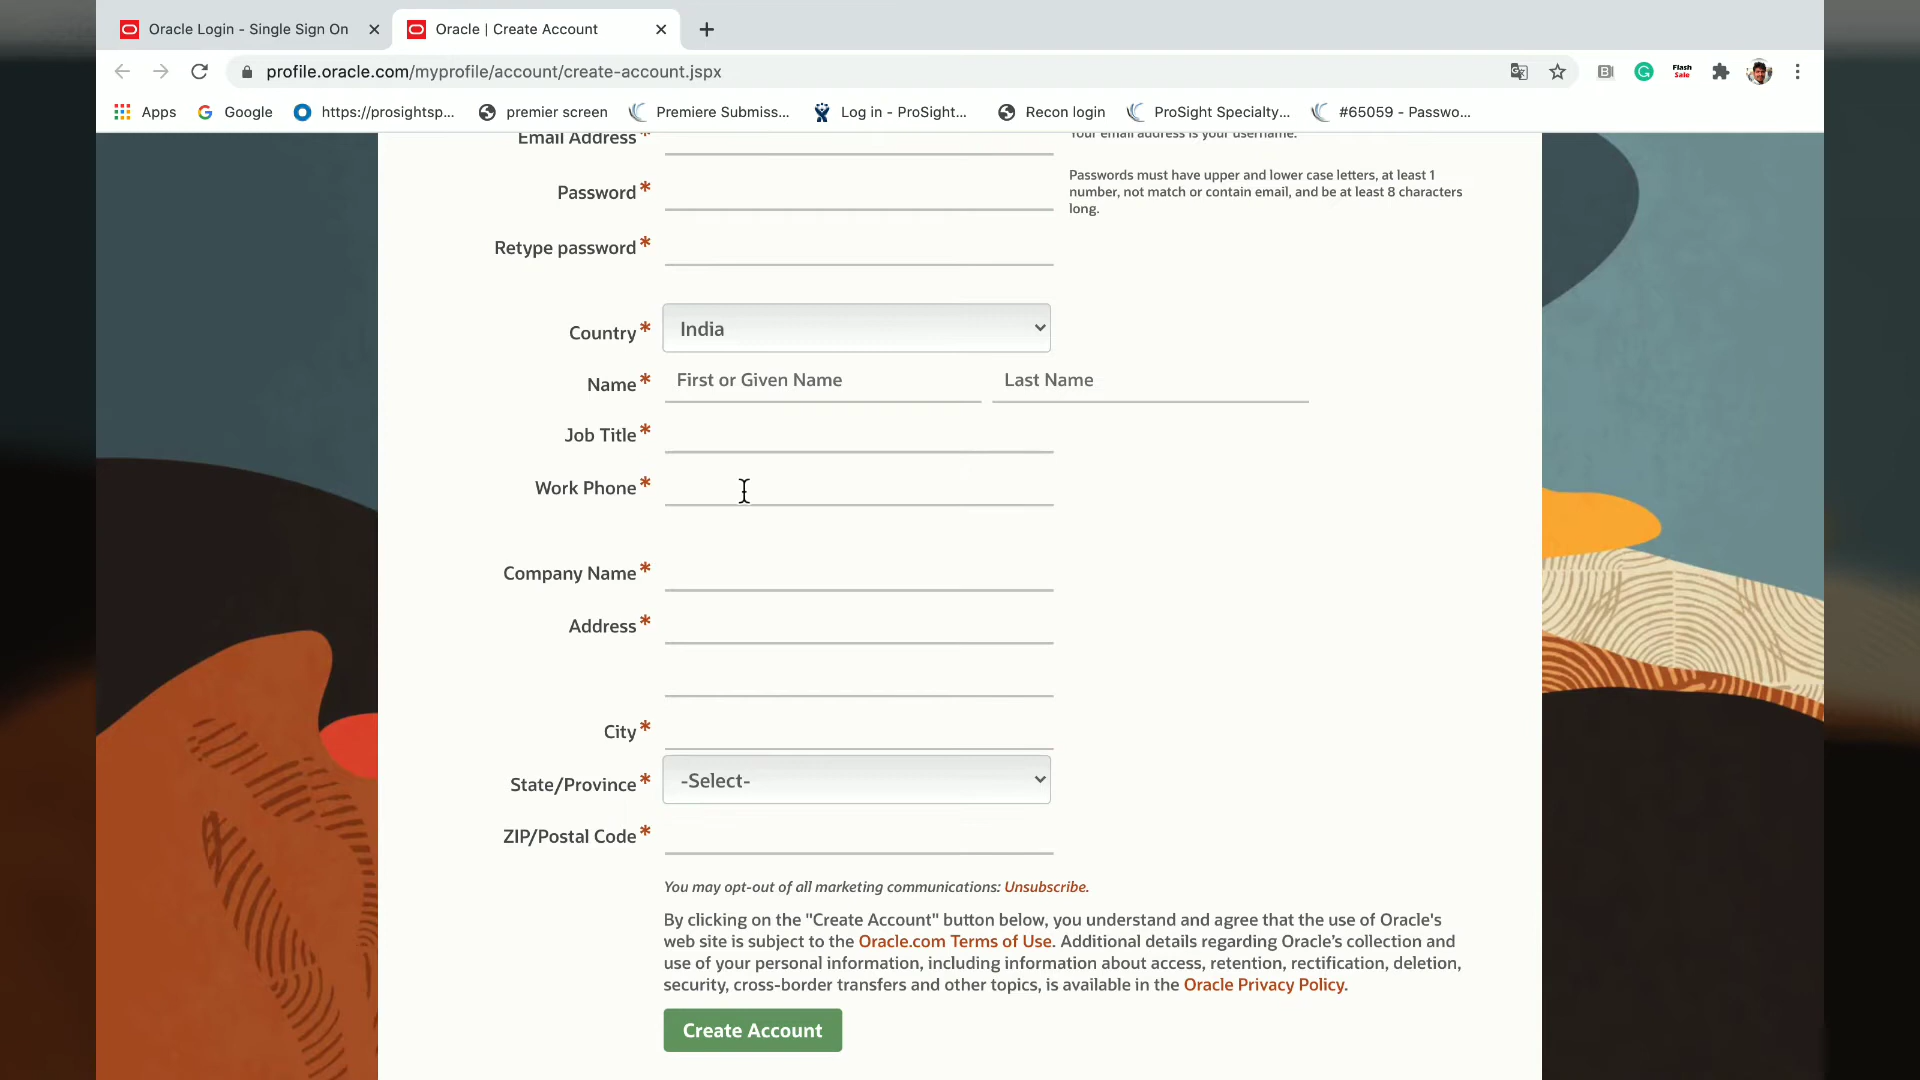 Oracle Login - Single Sign On
Oracle | Create Account
profile.oracle.com/myprofile/account/create-account.jspx
Flash
Sale
Apps
Google
https://prosightsp...
premier screen
Premiere Submiss...
Log in - ProSight...
Recon login
ProSight Specialty...
#65059 - Passwo...
Email Address*
Your email address is your username.
Password*
Passwords must have upper and lower case letters, at least 1
number, not match or contain email, and be at least 8 characters
long.
Retype password*
Country*
India
Name*
First or Given Name
Last Name
Job Title*
Work Phone*
Company Name*
Address*
City*
State/Province*
-Select-
ZIP/Postal Code*
You may opt-out of all marketing communications: Unsubscribe.
By clicking on the "Create Account" button below, you understand and agree that the use of Oracle's
web site is subject to the Oracle.com Terms of Use. Additional details regarding Oracle's collection and
use of your personal information, including information about access, retention, rectification, deletion,
security, cross-border transfers and other topics, is available in the Oracle Privacy Policy.
Create Account